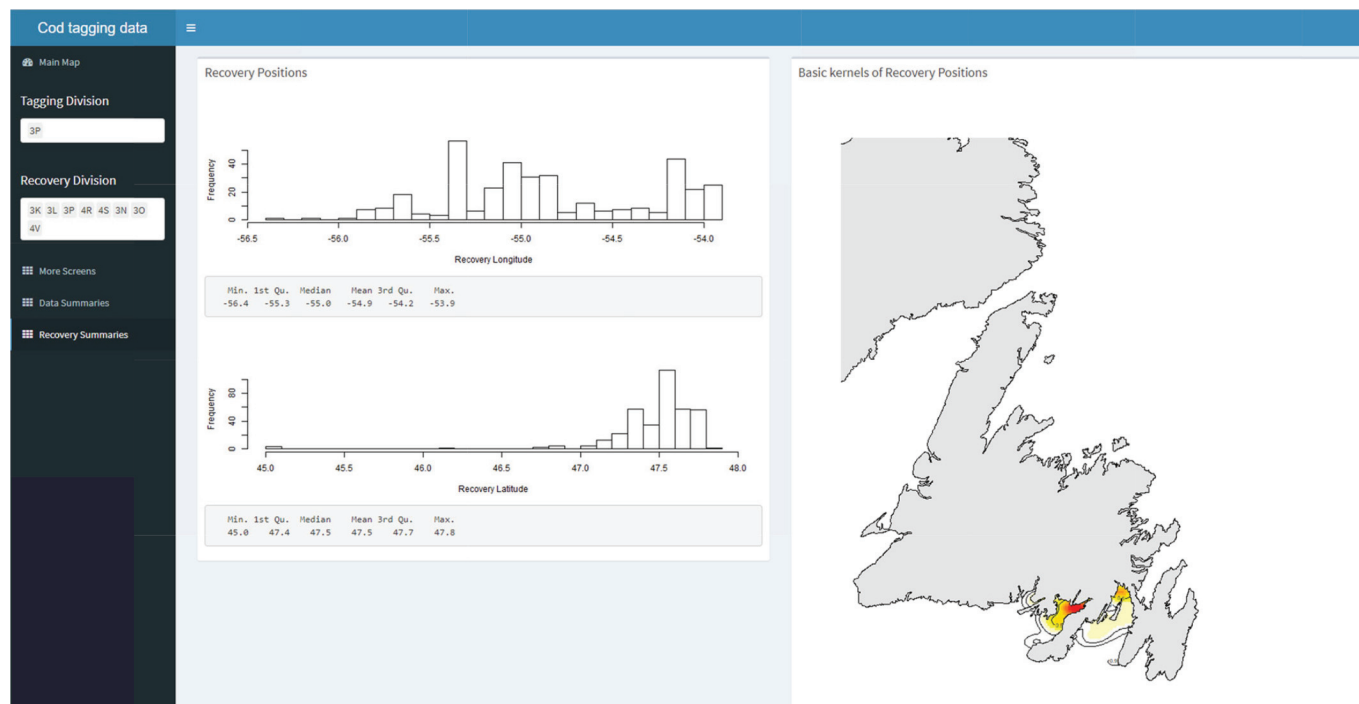 Cod tagging data
Main Map
Tagging Division
3P
Recovery Division
3K 3L 3P 4R 4S 3N 3O
4V
More Screens
Data Summaries
Recovery Summaries
Recovery Positions
Frequency
0 20 40
-56.5 -56.0 -55.5 -55.0 -54.5 -54.0
Recovery Longitude
Min. 1st Qu. Median Mean 3rd Qu. Max.
-56.4 -55.3 -55.0 -54.9 -54.2 -53.9
Frequency
0 40 80
45.0 45.5 46.0 46.5 47.0 47.5 48.0
Recovery Latitude
Min. 1st Qu. Median Mean 3rd Qu. Max.
45.0 47.4 47.5 47.5 47.7 47.8
Basic kernels of Recovery Positions